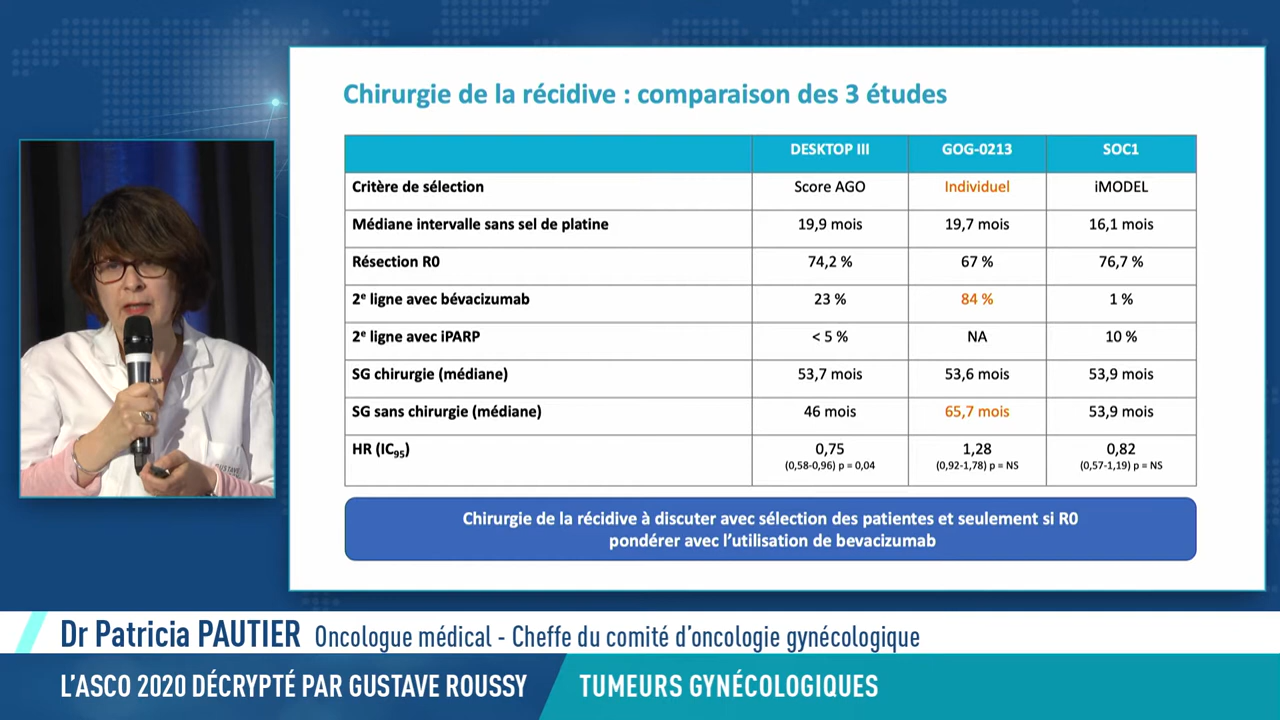 Chirurgie de la récidive : comparaison des 3 études
DESKTOP III GOG-0213 SOC1
Critère de sélection Score AGO Individuel iMODEL
Médiane intervalle sans sel de platine 19,9 mois 19,7 mois 16,1 mois
Résection R0 74,2 % 67 % 76,7 %
2e ligne avec bévacizumab 23 % 84 % 1 %
2e ligne avec iPARP < 5 % NA 10 %
SG chirurgie (médiane) 53,7 mois 53,6 mois 53,9 mois
SG sans chirurgie (médiane) 46 mois 65,7 mois 53,9 mois
HR (IC95) 0,75 1,28 0,82
(0,58-0,96) p = 0,04 (0,92-1,78) p = NS (0,57-1,19) p = NS
Chirurgie de la récidive à discuter avec sélection des patientes et seulement si R0
pondérer avec l’utilisation de bevacizumab
GUSTAVE
Dr Patricia PAUTIER Oncologue médical - Cheffe du comité d’oncologie gynécologique
L’ASCO 2020 DÉCRYPTÉ PAR GUSTAVE ROUSSY TUMEURS GYNÉCOLOGIQUES